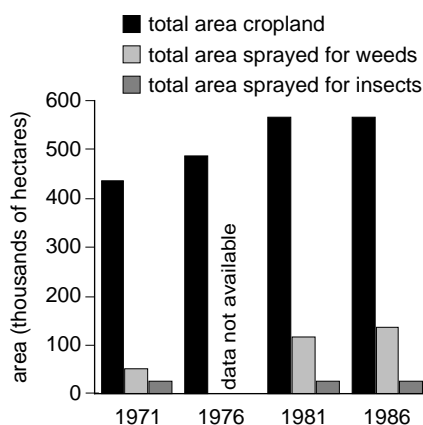 total area cropland
total area sprayed for weeds
total area sprayed for insects
area (thousands of hectares)
600
500
400
300
200
100
0
data not available
1971 1976 1981 1986